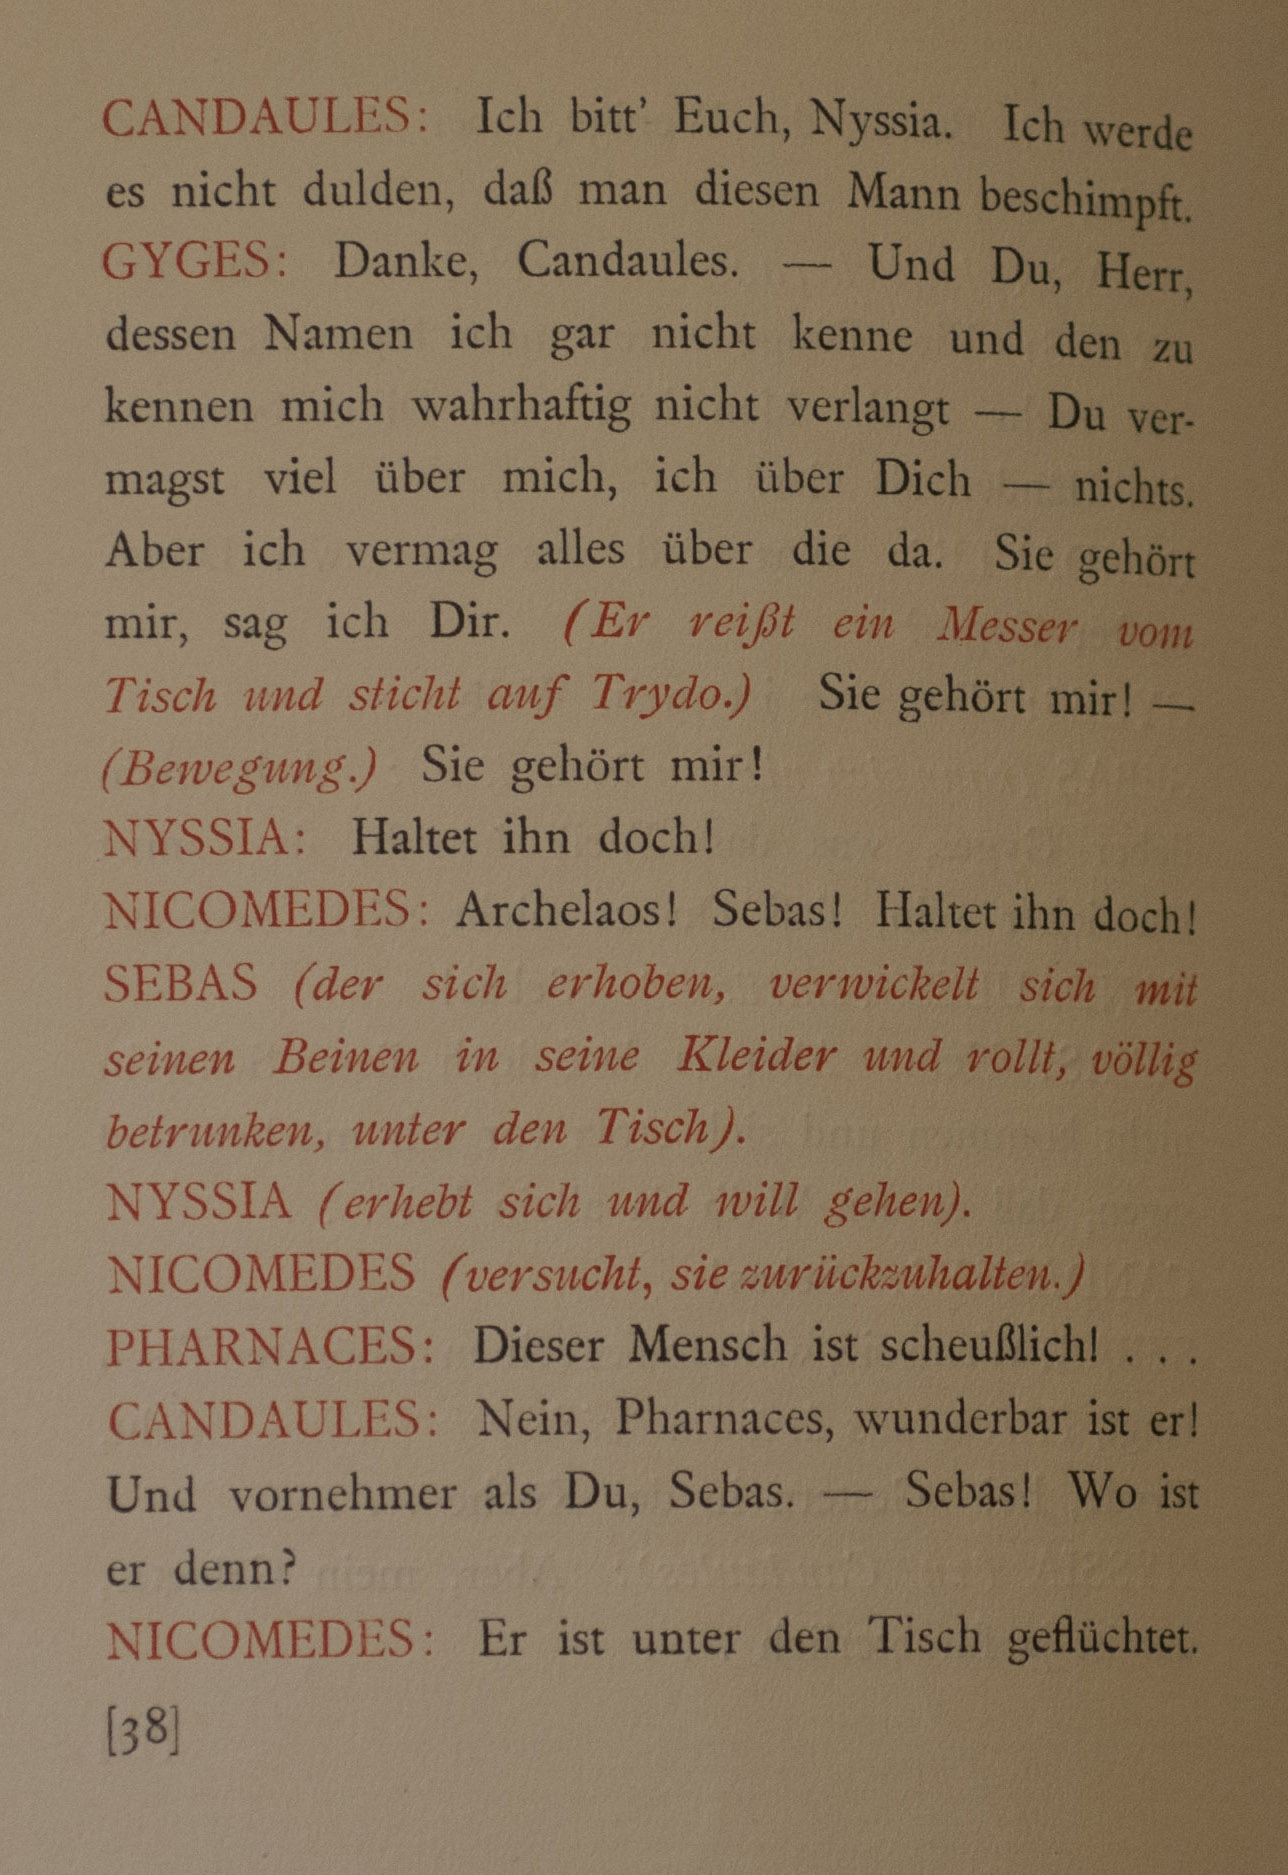 CANDAULES: Ich bitt' Euch, Nyssia. Ich werde
es nicht dulden, daß man diesen Mann beschimpft.
GYGES: Danke, Candaules. — Und Du, Herr,
dessen Namen ich gar nicht kenne und den zu
kennen mich wahrhaftig nicht verlangt — Du ver-
magst viel über mich, ich über Dich — nichts.
Aber ich vermag alles über die da. Sie gehört
mir, sag ich Dir. (Er reißt ein Messer vom
Tisch und sticht auf Trydo.) Sie gehört mir! —
(Bewegung.) Sie gehört mir!
NYSSIA: Haltet ihn doch!
NICOMEDES: Archelaos! Sebas! Haltet ihn doch!
SEBAS (der sich erhoben, verwickelt sich mit
seinen Beinen in seine Kleider und rollt, völlig
betrunken, unter den Tisch).
NYSSIA (erhebt sich und will gehen).
NICOMEDES (versucht, sie zurückzuhalten.)
PHARNACES: Dieser Mensch ist scheußlich! . . .
CANDAULES: Nein, Pharnaces, wunderbar ist er!
Und vornehmer als Du, Sebas. — Sebas! Wo ist
er denn?
NICOMEDES: Er ist unter den Tisch geflüchtet.
[38]